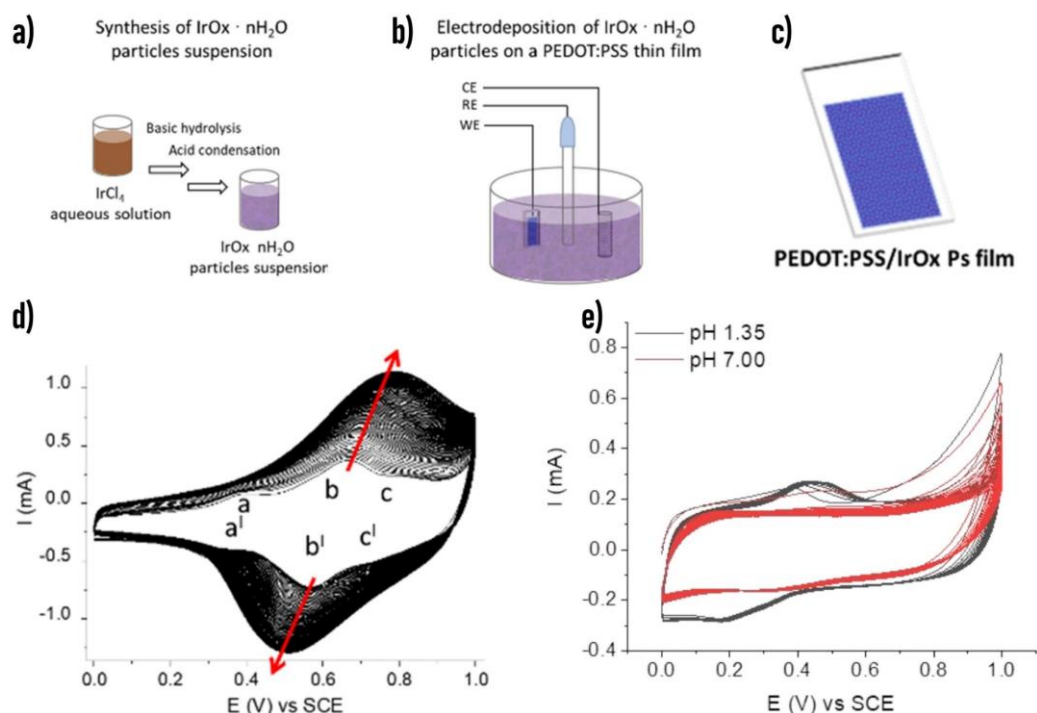 a)
Synthesis of IrOx · nH₂O
particles suspension
Basic hydrolysis
Acid condensation
IrCl₄
aqueous solution
IrOx nH₂O
particles suspension
b)
Electrodeposition of IrOx · nH₂O
particles on a PEDOT:PSS thin film
CE
RE
WE
c)
PEDOT:PSS/IrOx Ps film
d)
I (mA)
1.0
0.5
0.0
-0.5
-1.0
a
b
c
aᴵ
bᴵ
cᴵ
0.0 0.2 0.4 0.6 0.8 1.0
E (V) vs SCE
e)
pH 1.35
pH 7.00
I (mA)
0.8
0.6
0.4
0.2
0.0
-0.2
-0.4
0.0 0.2 0.4 0.6 0.8 1.0
E (V) vs SCE